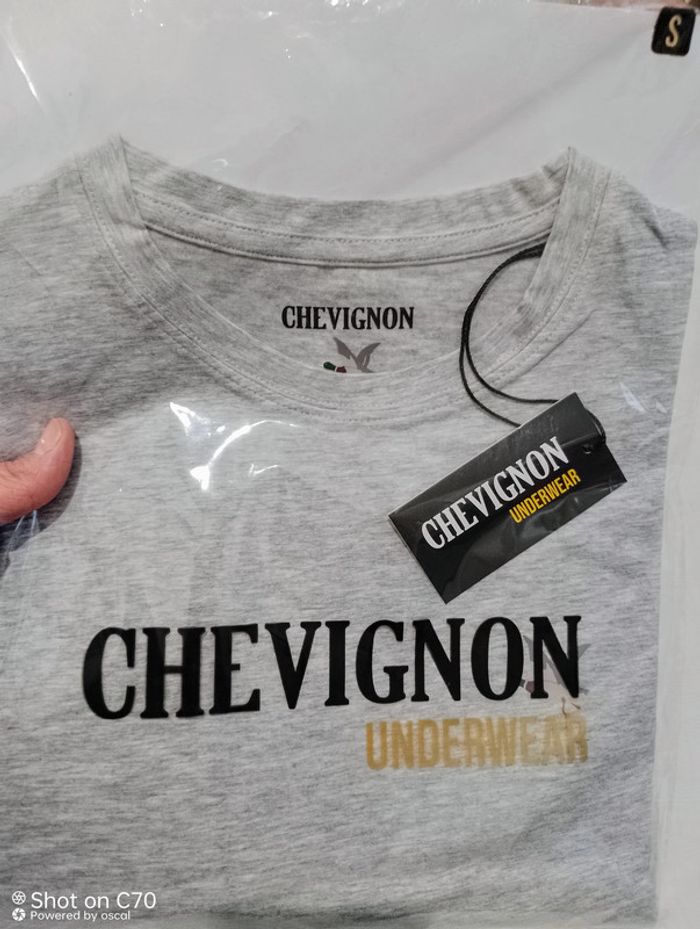 S
CHEVIGNON
CHEVIGNON
UNDERWEAR
CHEVIGNON
UNDERWEAR
Shot on C70
Powered by oscal